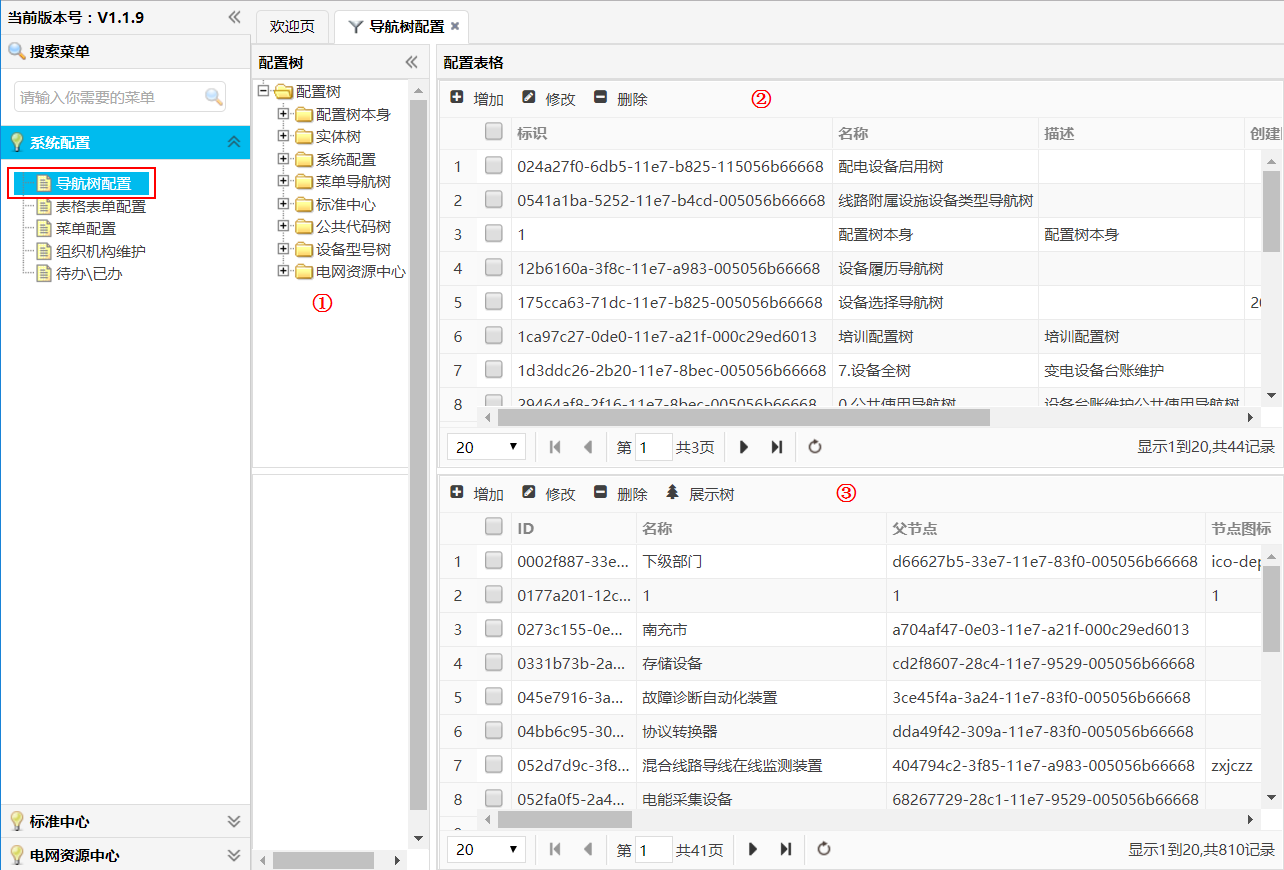 当前版本号：V1.1.9
搜索菜单
请输入你需要的菜单
系统配置
导航树配置
表格表单配置
菜单配置
组织机构维护
待办\已办
标准中心
电网资源中心
欢迎页
导航树配置
配置树
配置树
配置树本身
实体树
系统配置
菜单导航树
标准中心
公共代码树
设备型号树
电网资源中心
①
配置表格
增加 修改 删除 ②
标识 名称 描述 创建
1 024a27f0-6db5-11e7-b825-115056b66668 配电设备启用树
2 0541a1ba-5252-11e7-b4cd-005056b66668 线路附属设施设备类型导航树
3 1 配置树本身 配置树本身
4 12b6160a-3f8c-11e7-a983-005056b66668 设备履历导航树
5 175cca63-71dc-11e7-b825-005056b66668 设备选择导航树 20
6 1ca97c27-0de0-11e7-a21f-000c29ed6013 培训配置树 培训配置树
7 1d3ddc26-2b20-11e7-8bec-005056b66668 7.设备全树 变电设备台账维护
8 29464af8-2f16-11e7-8bec-005056b66668 0.公共使用导航树 设备台账维护公共使用导航树
20 第 1 共3页 显示1到20,共44记录
增加 修改 删除 展示树 ③
ID 名称 父节点 节点图标
1 0002f887-33e... 下级部门 d66627b5-33e7-11e7-83f0-005056b66668 ico-dep
2 0177a201-12c... 1 1 1
3 0273c155-0e... 南充市 a704af47-0e03-11e7-a21f-000c29ed6013
4 0331b73b-2a... 存储设备 cd2f8607-28c4-11e7-9529-005056b66668
5 045e7916-3a... 故障诊断自动化装置 3ce45f4a-3a24-11e7-83f0-005056b66668
6 04bb6c95-30... 协议转换器 dda49f42-309a-11e7-83f0-005056b66668
7 052d7d9c-3f8... 混合线路导线在线监测装置 404794c2-3f85-11e7-a983-005056b66668 zxjczz
8 052fa0f5-2a4... 电能采集设备 68267729-28c1-11e7-9529-005056b66668
20 第 1 共41页 显示1到20,共810记录